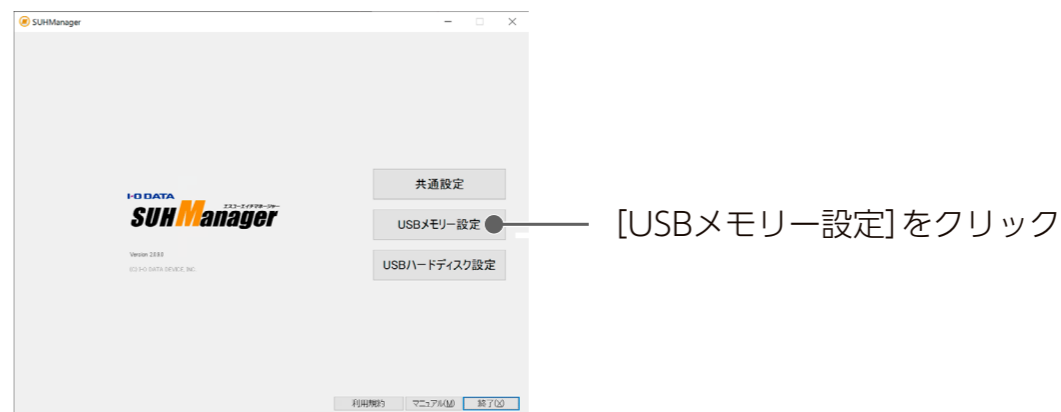 SUHManager
共通設定
I-O DATA
エスユーエイチマネージャー
SUHManager
USBメモリー設定
[USBメモリー設定]をクリック
USBハードディスク設定
(C) I-O DATA DEVICE, INC.
利用規約 マニュアル(M) 終了(X)